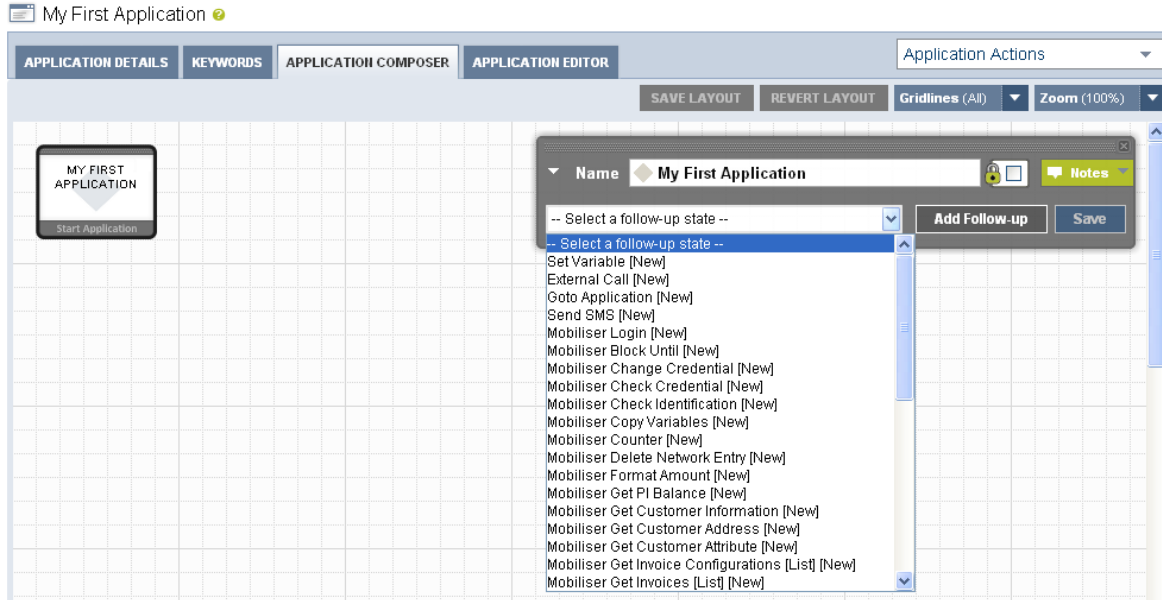 My First Application
APPLICATION DETAILS
KEYWORDS
APPLICATION COMPOSER
APPLICATION EDITOR
Application Actions
SAVE LAYOUT
REVERT LAYOUT
Gridlines (All)
Zoom (100%)
MY FIRST
APPLICATION
Start Application
Name
My First Application
Notes
-- Select a follow-up state --
Add Follow-up
Save
-- Select a follow-up state --
Set Variable [New]
External Call [New]
Goto Application [New]
Send SMS [New]
Mobiliser Login [New]
Mobiliser Block Until [New]
Mobiliser Change Credential [New]
Mobiliser Check Credential [New]
Mobiliser Check Identification [New]
Mobiliser Copy Variables [New]
Mobiliser Counter [New]
Mobiliser Delete Network Entry [New]
Mobiliser Format Amount [New]
Mobiliser Get PI Balance [New]
Mobiliser Get Customer Information [New]
Mobiliser Get Customer Address [New]
Mobiliser Get Customer Attribute [New]
Mobiliser Get Invoice Configurations [List] [New]
Mobiliser Get Invoices [List] [New]